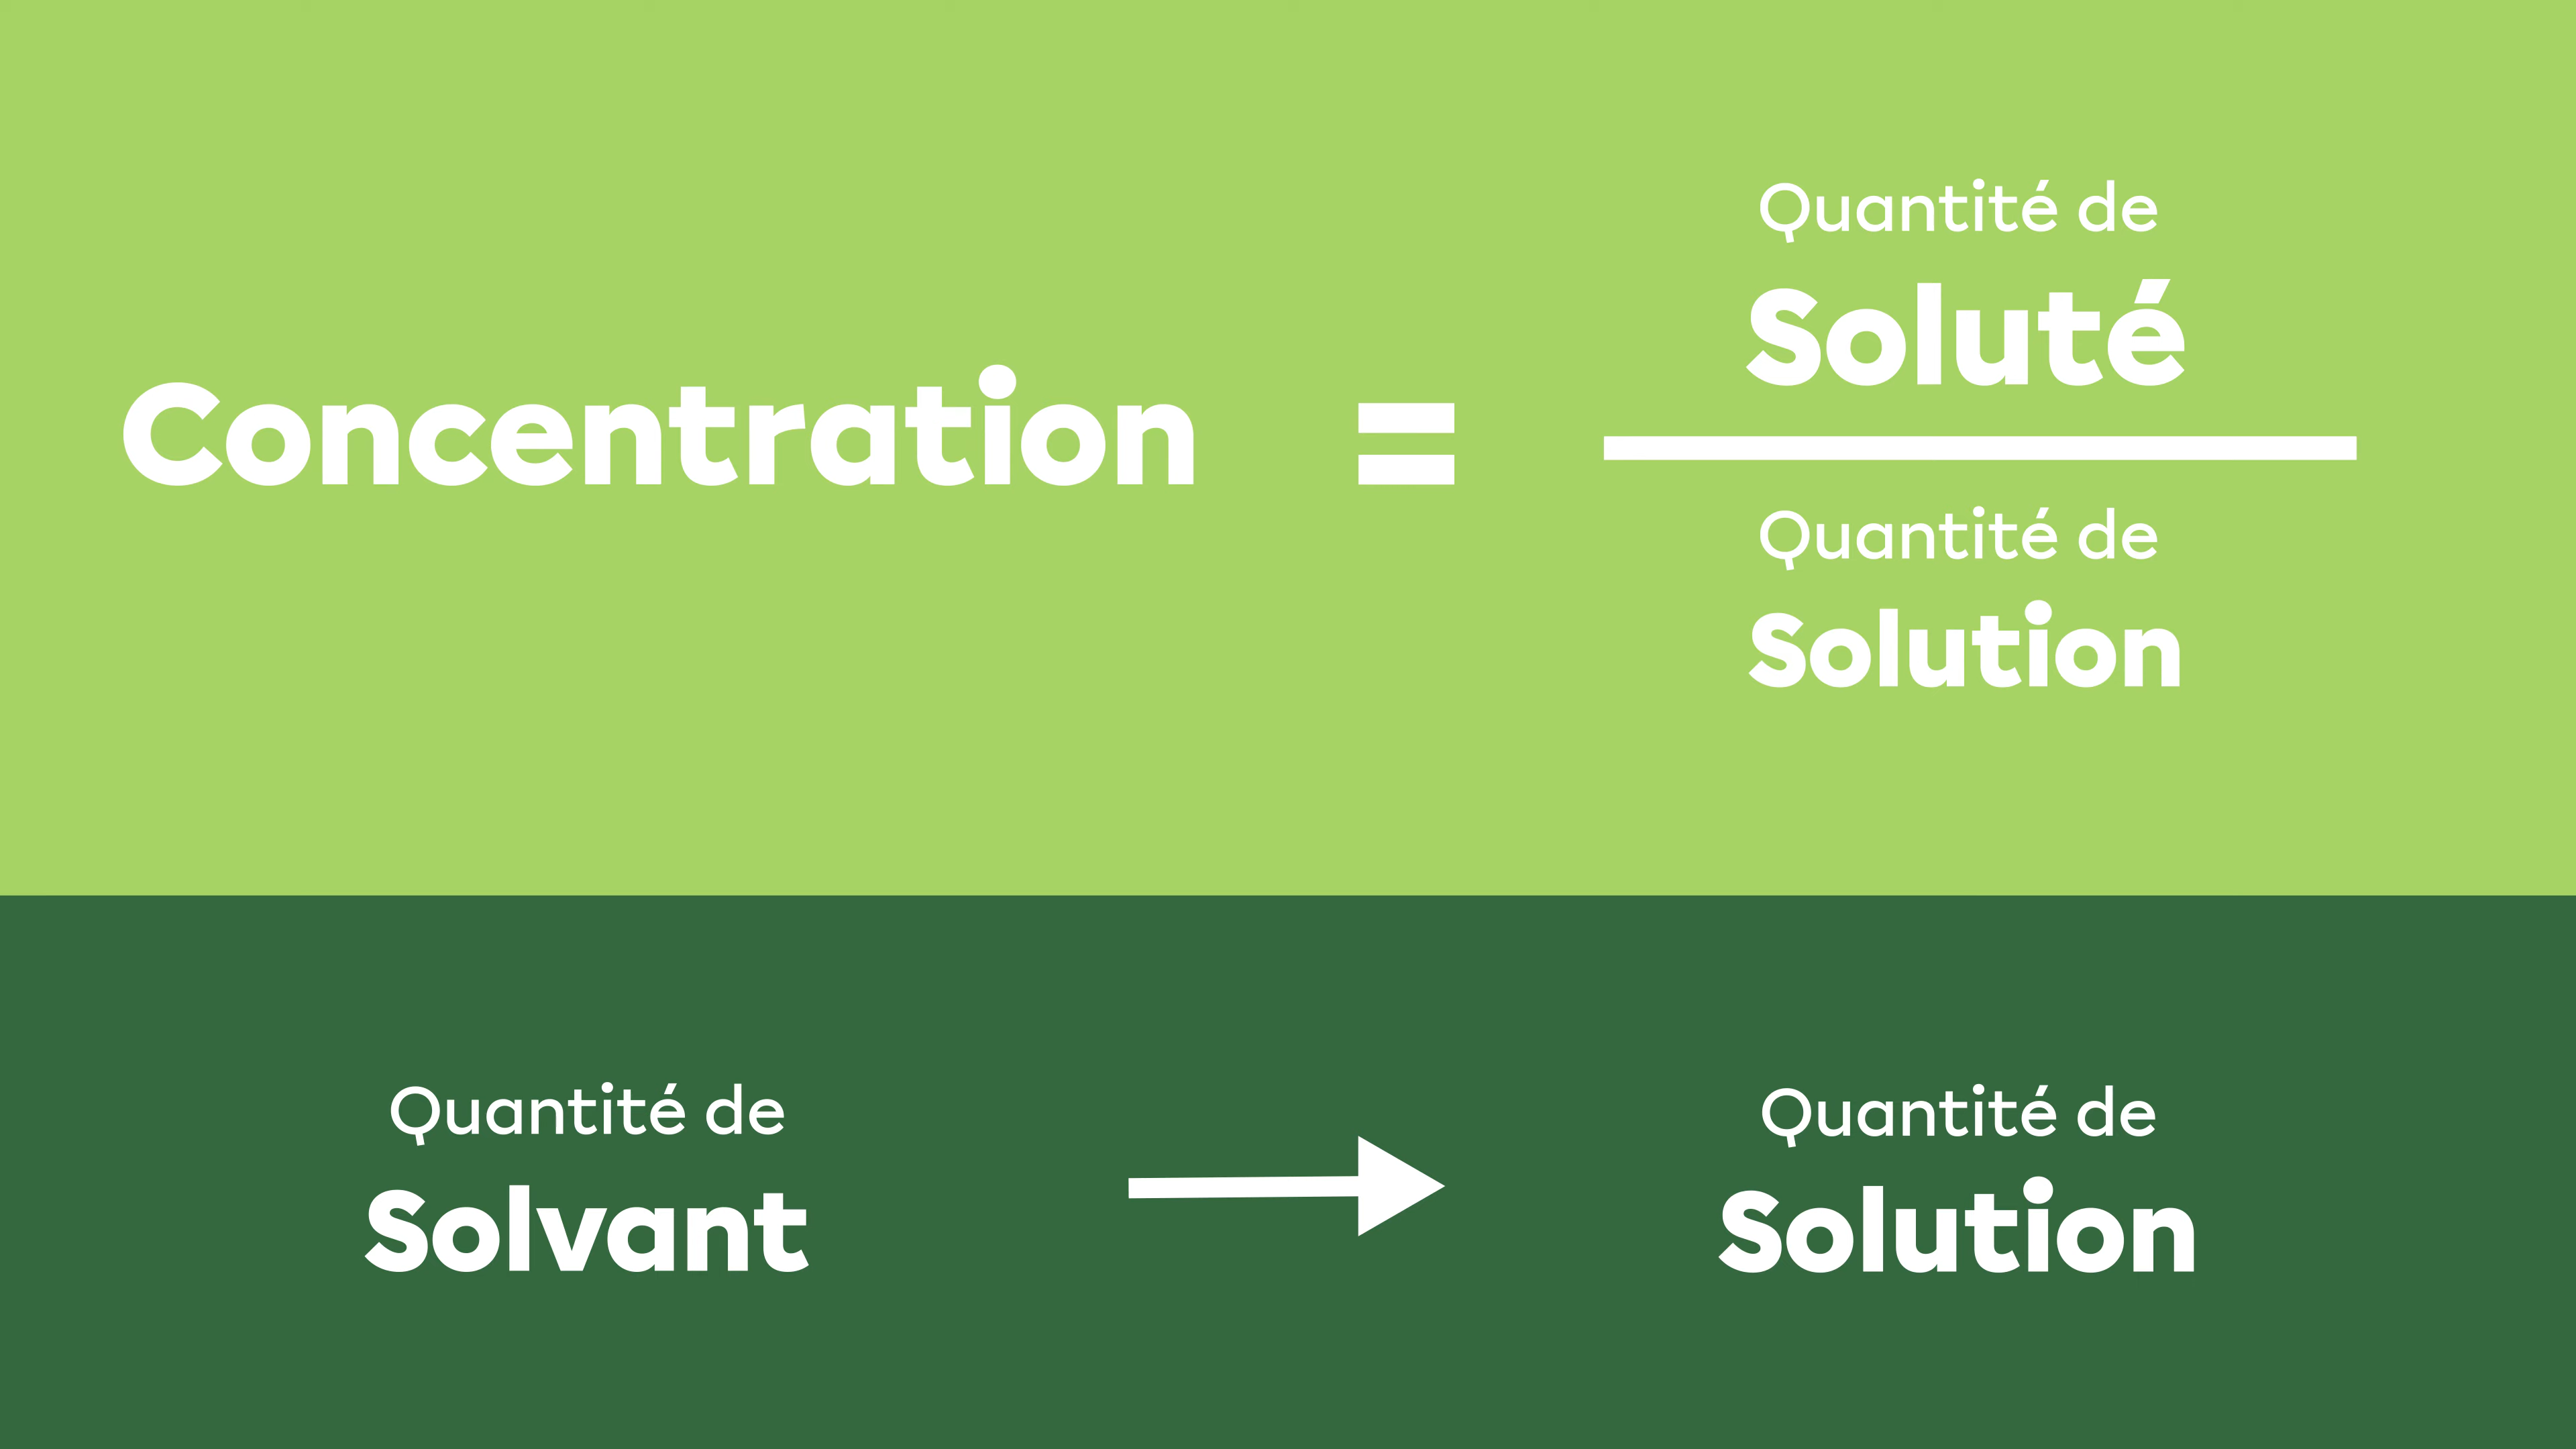 Quantité de
Soluté
Concentration =
Quantité de
Solution
Quantité de
Solvant
Quantité de
Solution